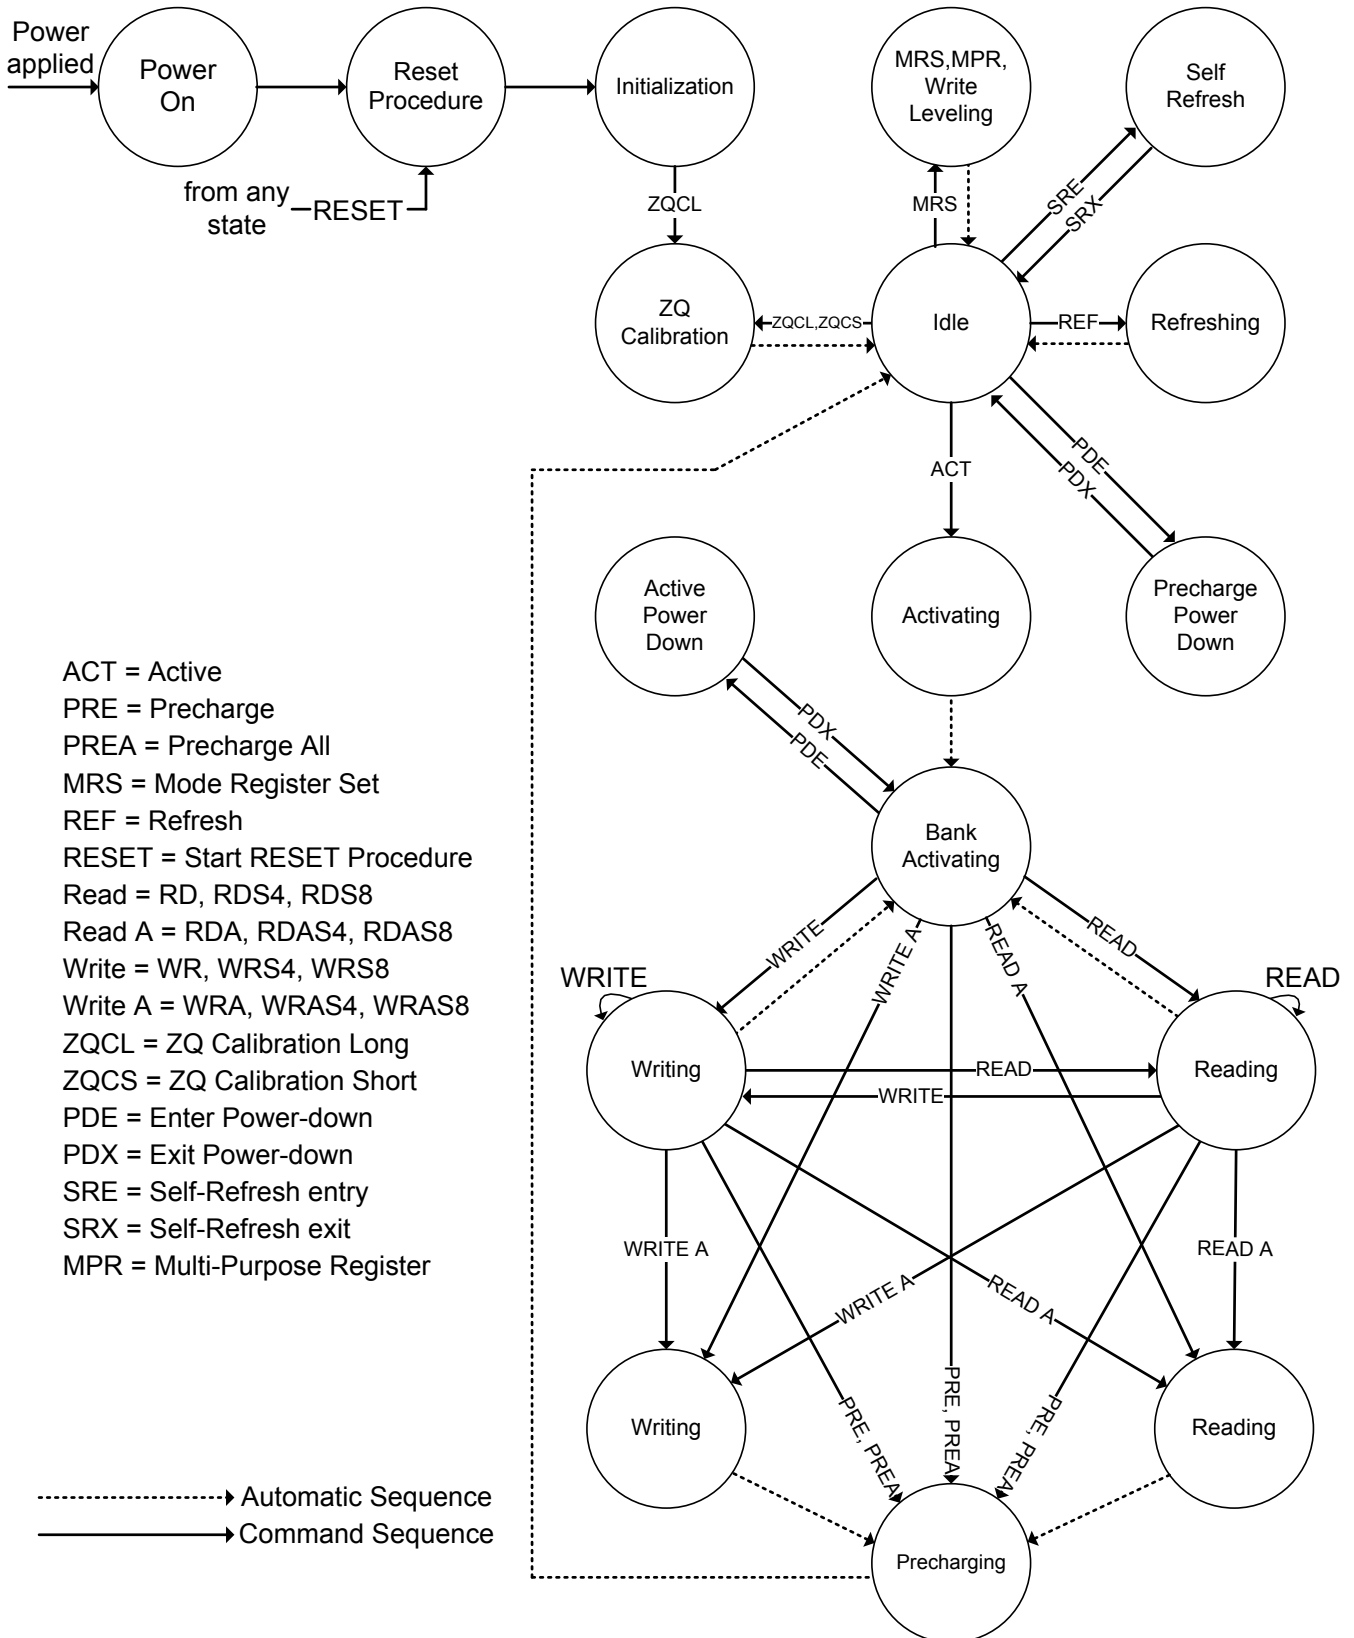 Power
applied
Power
On
Reset
Procedure
Initialization
MRS,MPR,
Write
Leveling
Self
Refresh
from any
state
RESET
ZQCL
MRS
SRE
SRX
ZQ
Calibration
ZQCL,ZQCS
Idle
REF
Refreshing
ACT
PDE
PDX
Active
Power
Down
Activating
Precharge
Power
Down
PDX
PDE
Bank
Activating
ACT = Active
PRE = Precharge
PREA = Precharge All
MRS = Mode Register Set
REF = Refresh
RESET = Start RESET Procedure
Read = RD, RDS4, RDS8
Read A = RDA, RDAS4, RDAS8
Write = WR, WRS4, WRS8
Write A = WRA, WRAS4, WRAS8
ZQCL = ZQ Calibration Long
ZQCS = ZQ Calibration Short
PDE = Enter Power-down
PDX = Exit Power-down
SRE = Self-Refresh entry
SRX = Self-Refresh exit
MPR = Multi-Purpose Register
WRITE
WRITE A
READ A
READ
WRITE
READ
Writing
READ
WRITE
Reading
WRITE A
READ A
WRITE A
READ A
PRE, PREA
PRE, PREA
PRE, PREA
Writing
Reading
Precharging
Automatic Sequence
Command Sequence